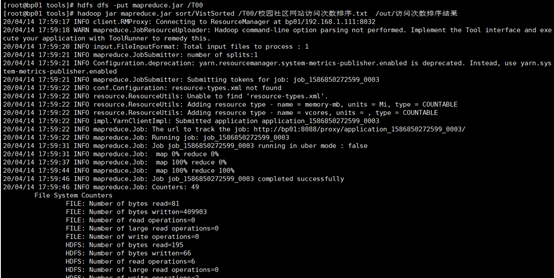 [root@bp01 tools]# hdfs dfs -put mapreduce.jar /T00
[root@bp01 tools]# hadoop jar mapreduce.jar sort/VistSorted /T00/校园社区网站访问次数.txt  /out/访问次数排序结果
20/04/14 17:59:17 INFO client.RMProxy: Connecting to ResourceManager at bp01/192.168.1.111:8032
20/04/14 17:59:18 WARN mapreduce.JobResourceUploader: Hadoop command-line option parsing not performed. Implement the Tool interface and exe
cute your application with ToolRunner to remedy this.
20/04/14 17:59:20 INFO input.FileInputFormat: Total input files to process : 1
20/04/14 17:59:21 INFO mapreduce.JobSubmitter: number of splits:1
20/04/14 17:59:21 INFO Configuration.deprecation: yarn.resourcemanager.system-metrics-publisher.enabled is deprecated. Instead, use yarn.sys
tem-metrics-publisher.enabled
20/04/14 17:59:21 INFO mapreduce.JobSubmitter: Submitting tokens for job: job_1586850272599_0003
20/04/14 17:59:22 INFO conf.Configuration: resource-types.xml not found
20/04/14 17:59:22 INFO resource.ResourceUtils: Unable to find 'resource-types.xml'.
20/04/14 17:59:22 INFO resource.ResourceUtils: Adding resource type - name = memory-mb, units = Mi, type = COUNTABLE
20/04/14 17:59:22 INFO resource.ResourceUtils: Adding resource type - name = vcores, units = , type = COUNTABLE
20/04/14 17:59:22 INFO impl.YarnClientImpl: Submitted application application_1586850272599_0003
20/04/14 17:59:22 INFO mapreduce.Job: The url to track the job: http://bp01:8088/proxy/application_1586850272599_0003/
20/04/14 17:59:22 INFO mapreduce.Job: Running job: job_1586850272599_0003
20/04/14 17:59:31 INFO mapreduce.Job: Job job_1586850272599_0003 running in uber mode : false
20/04/14 17:59:31 INFO mapreduce.Job:  map 0% reduce 0%
20/04/14 17:59:37 INFO mapreduce.Job:  map 100% reduce 0%
20/04/14 17:59:44 INFO mapreduce.Job:  map 100% reduce 100%
20/04/14 17:59:46 INFO mapreduce.Job: Job job_1586850272599_0003 completed successfully
20/04/14 17:59:46 INFO mapreduce.Job: Counters: 49
File System Counters
FILE: Number of bytes read=81
FILE: Number of bytes written=409903
FILE: Number of read operations=0
FILE: Number of large read operations=0
FILE: Number of write operations=0
HDFS: Number of bytes read=195
HDFS: Number of bytes written=66
HDFS: Number of read operations=6
HDFS: Number of large read operations=0
HDFS: Number of write operations=2